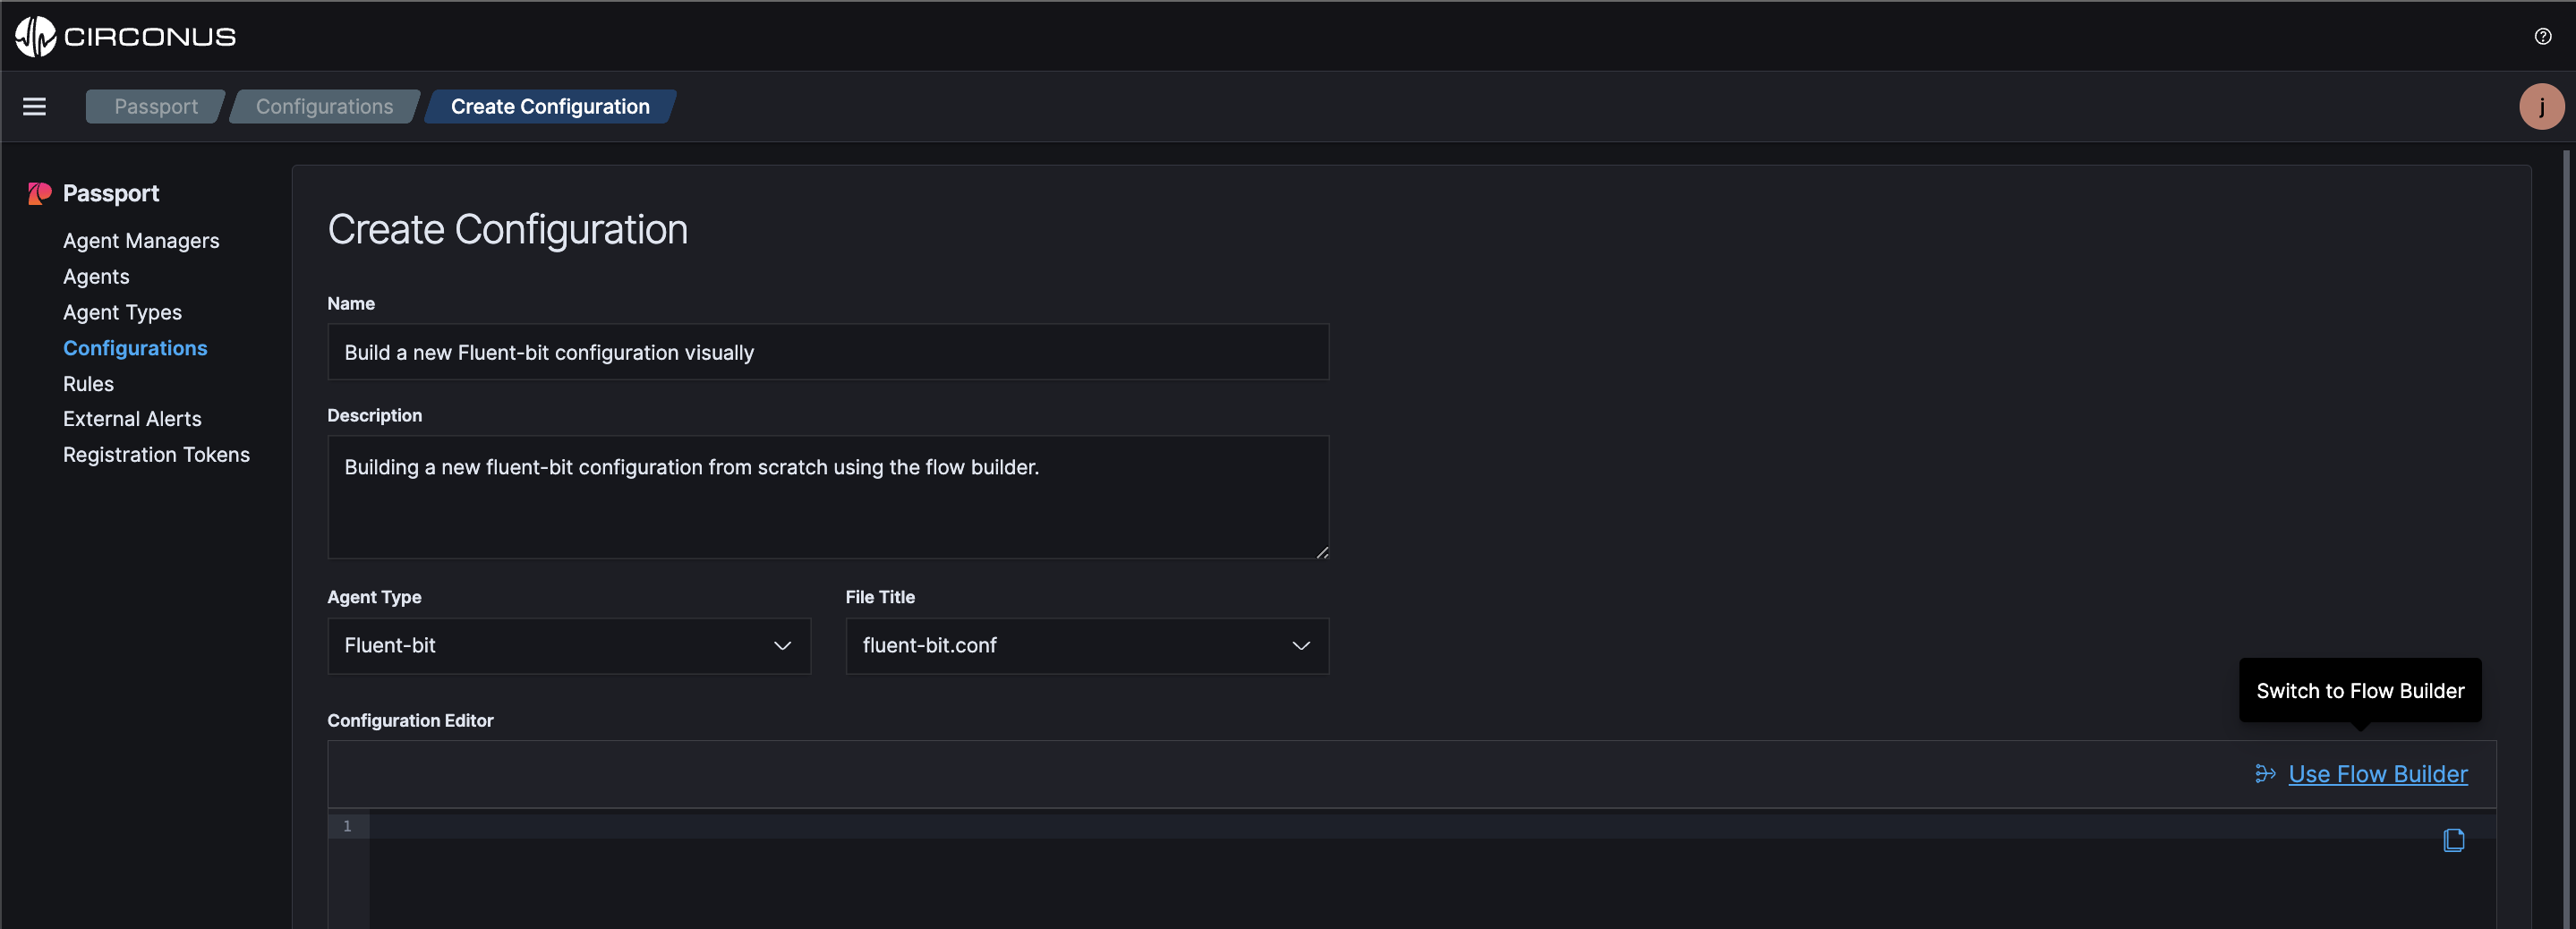 CIRCONUS
Passport
Configurations
Create Configuration
j
Passport
Agent Managers
Agents
Agent Types
Configurations
Rules
External Alerts
Registration Tokens
Create Configuration
Name
Build a new Fluent-bit configuration visually
Description
Building a new fluent-bit configuration from scratch using the flow builder.
Agent Type
File Title
Fluent-bit
fluent-bit.conf
Switch to Flow Builder
Configuration Editor
Use Flow Builder
1